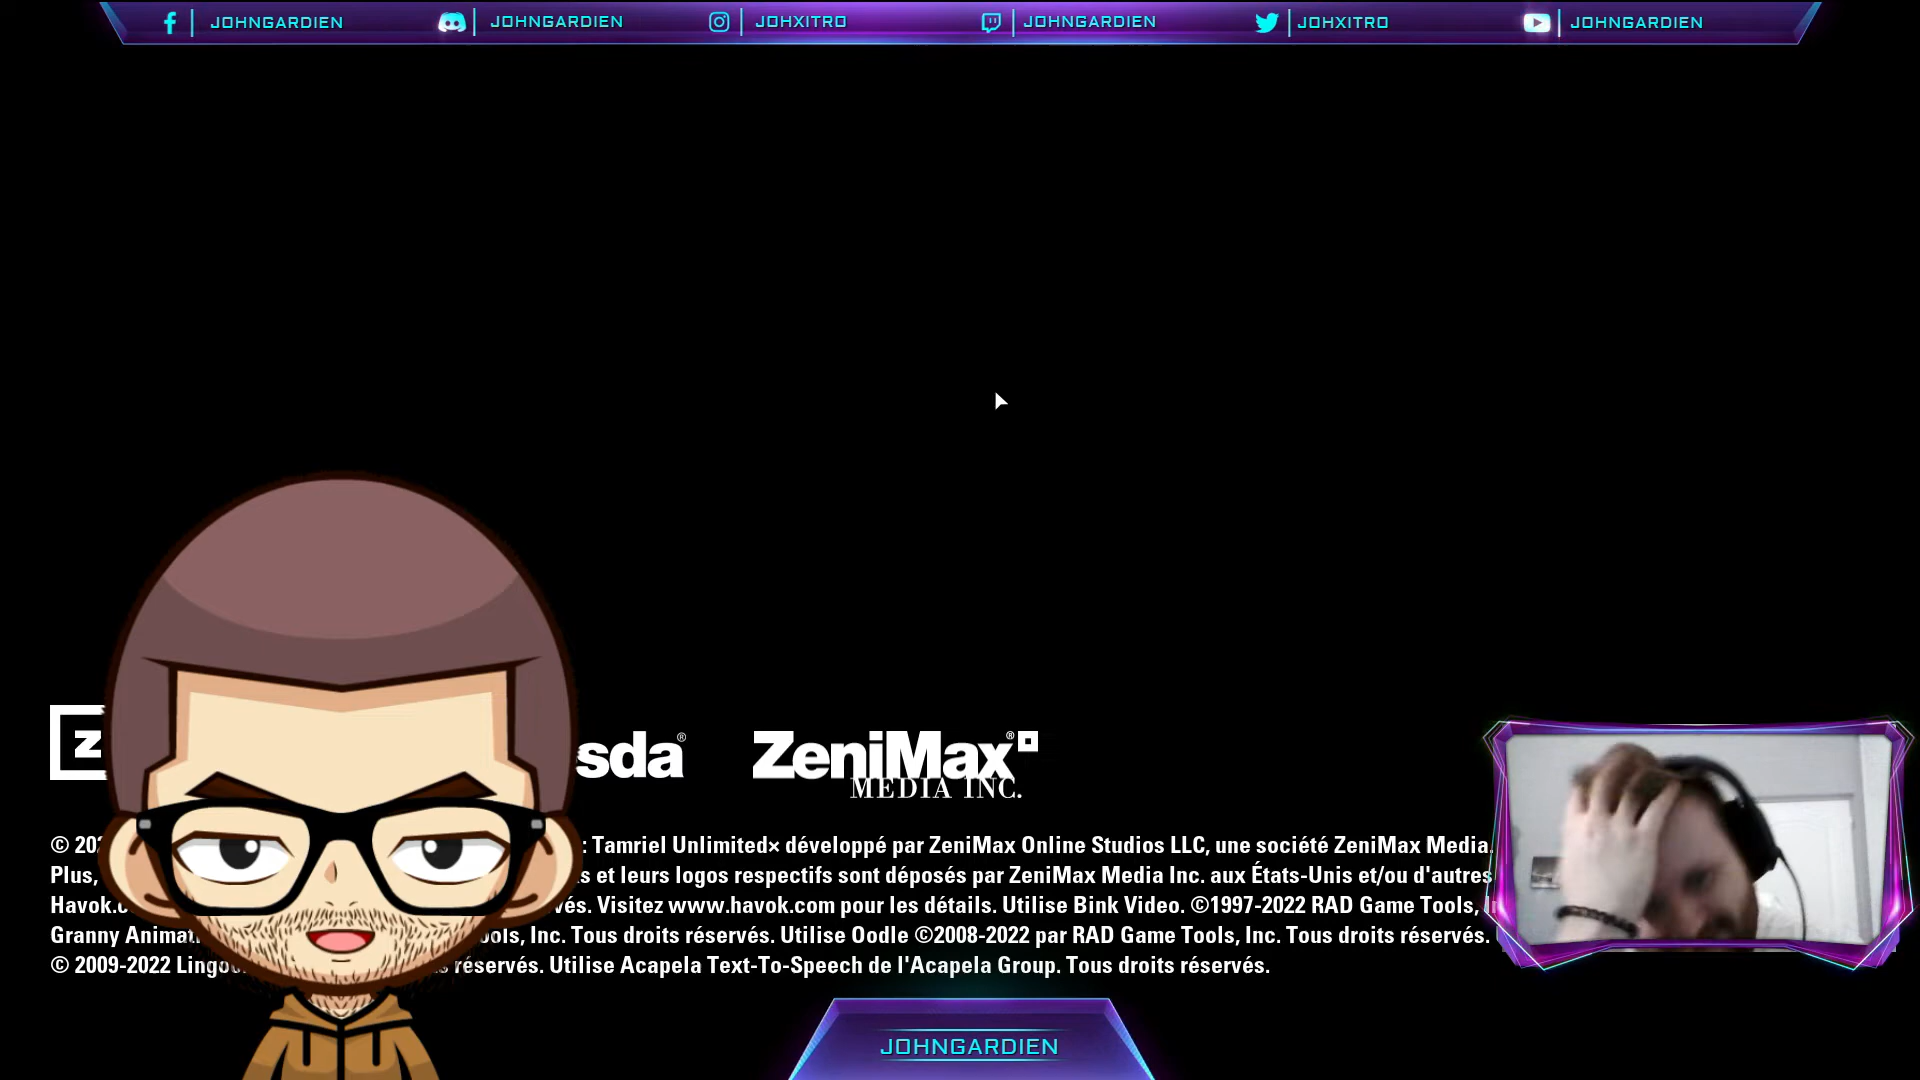 JOHNGARDIEN
JOHNGARDIEN
JOHXITRO
JOHNGARDIEN
JOHXITRO
JOHNGARDIEN
sda®
ZeniMax®
MEDIA INC.
© : Tamriel Unlimited× développé par ZeniMax Online Studios LLC, une société ZeniMax Media.
Plus, et leurs logos respectifs sont déposés par ZeniMax Media Inc. aux États-Unis et/ou d'autres
Visitez www.havok.com pour les détails. Utilise Bink Video. ©1997-2022 RAD Game Tools,
Granny Inc. Tous droits réservés. Utilise Oodle ©2008-2022 par RAD Game Tools, Inc. Tous droits réservés.
© 2009-2022 réservés. Utilise Acapela Text-To-Speech de l'Acapela Group. Tous droits réservés.
JOHNGARDIEN